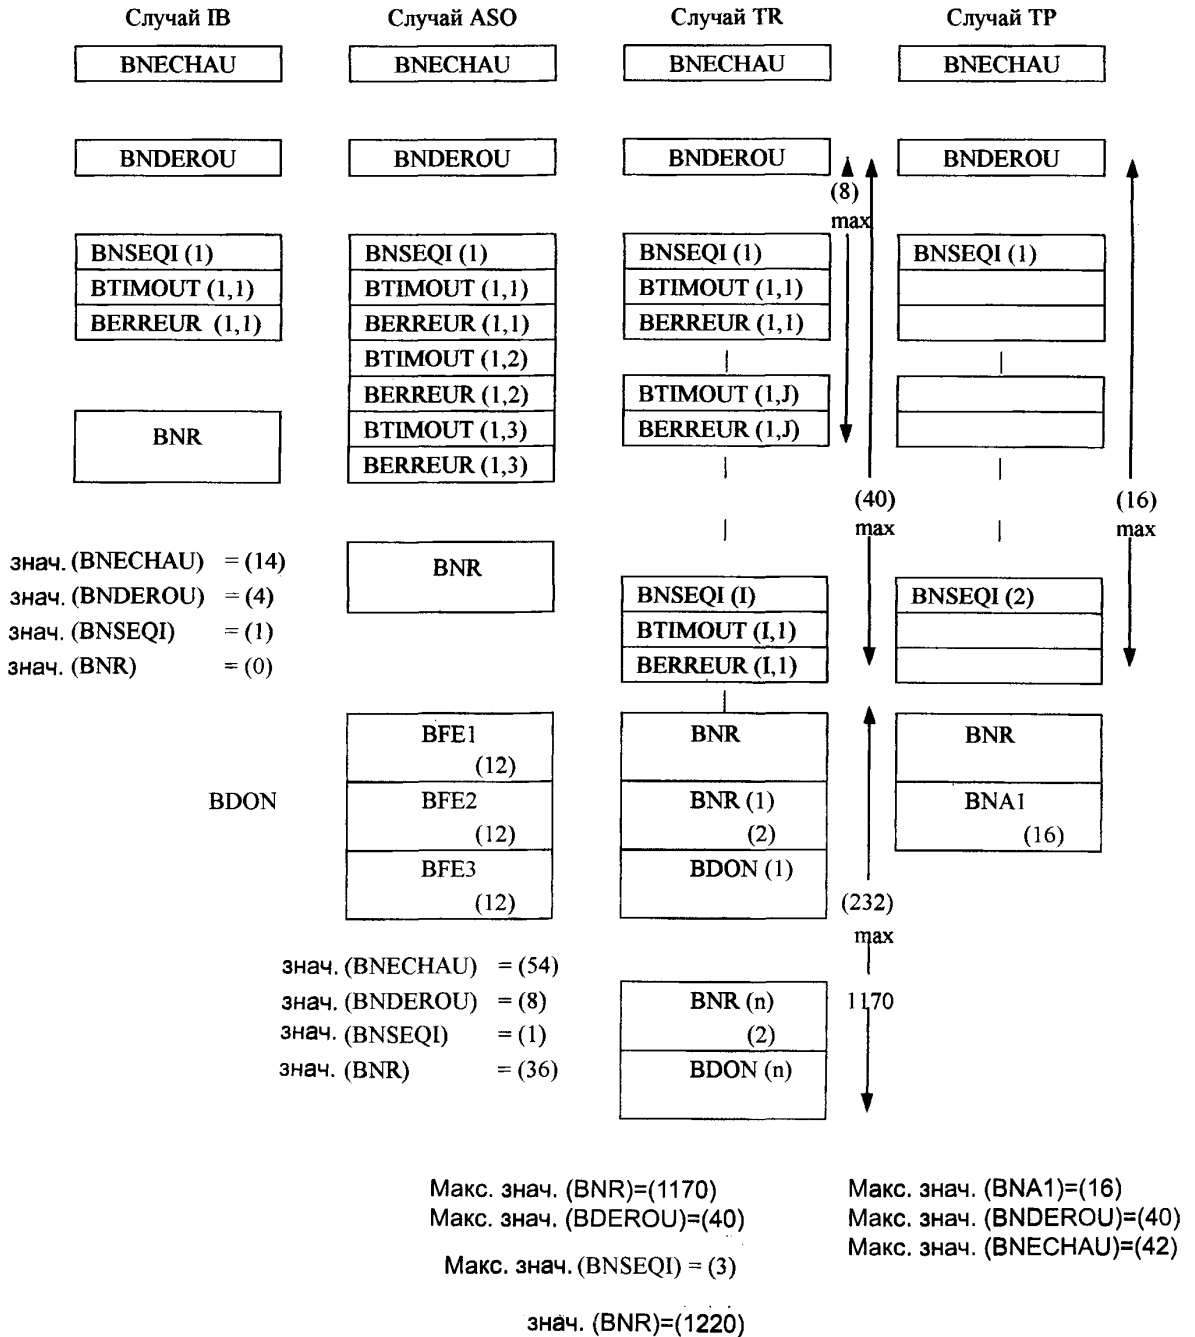 Случай IB
Случай ASO
Случай TR
Случай TP
BNECHAU
BNECHAU
BNECHAU
BNECHAU
BNDEROU
BNDEROU
BNDEROU
BNDEROU
(8)
max
BNSEQI (1)
BTIMOUT (1,1)
BERREUR (1,1)
BNR
BNSEQI (1)
BTIMOUT (1,1)
BERREUR (1,1)
BTIMOUT (1,2)
BERREUR (1,2)
BTIMOUT (1,3)
BERREUR (1,3)
BNR
BNSEQI (1)
BTIMOUT (1,1)
BERREUR (1,1)
BTIMOUT (1,J)
BERREUR (1,J)
BNSEQI (1)
(40)
max
(16)
max
знач. (BNECHAU) = (14)
знач. (BNDEROU) = (4)
знач. (BNSEQI) = (1)
знач. (BNR) = (0)
BNSEQI (I)
BTIMOUT (I,1)
BERREUR (I,1)
BNSEQI (2)
BDON
BFE1
(12)
BFE2
(12)
BFE3
(12)
BNR
BNR (1)
(2)
BDON (1)
BNR
BNA1
(16)
(232)
max
1170
знач. (BNECHAU) = (54)
знач. (BNDEROU) = (8)
знач. (BNSEQI) = (1)
знач. (BNR) = (36)
BNR (n)
(2)
BDON (n)
Макс. знач. (BNR)=(1170)
Макс. знач. (BDEROU)=(40)
Макс. знач. (BNSEQI) = (3)
знач. (BNR)=(1220)
Макс. знач. (BNA1)=(16)
Макс. знач. (BNDEROU)=(40)
Макс. знач. (BNECHAU)=(42)